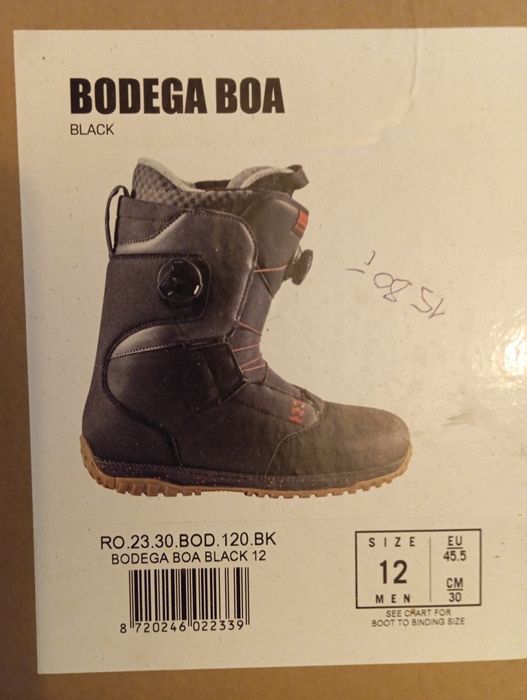 BODEGA BOA
BLACK
1580,-
RO.23.30.BOD.120.BK
BODEGA BOA BLACK 12
8 720246 022339
SIZE
12
MEN
EU
45.5
CM
30
SEE CHART FOR
BOOT TO BINDING SIZE